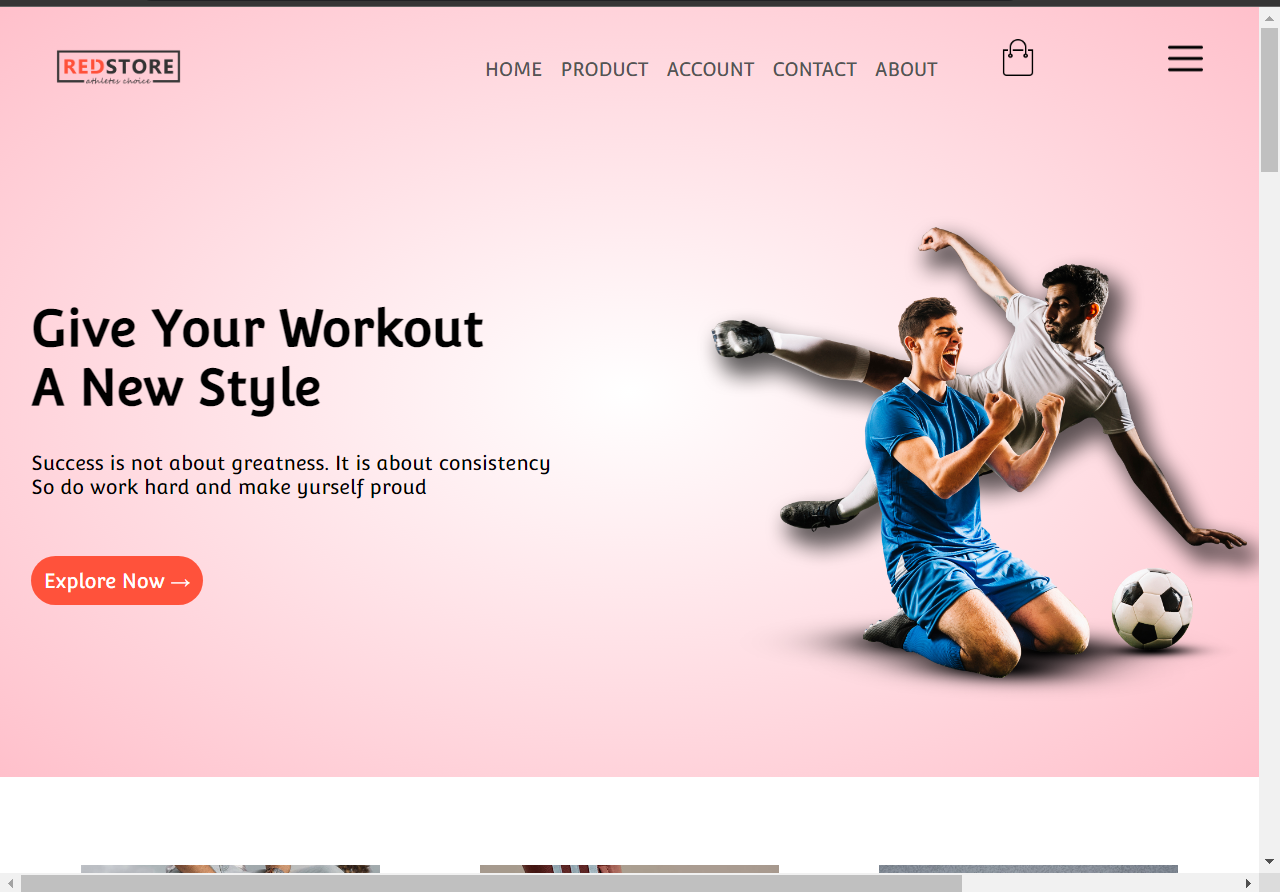 REDSTORE
athletes choice
HOME PRODUCT ACCOUNT CONTACT ABOUT
Give Your Workout
A New Style
Success is not about greatness. It is about consistency
So do work hard and make yurself proud
Explore Now →